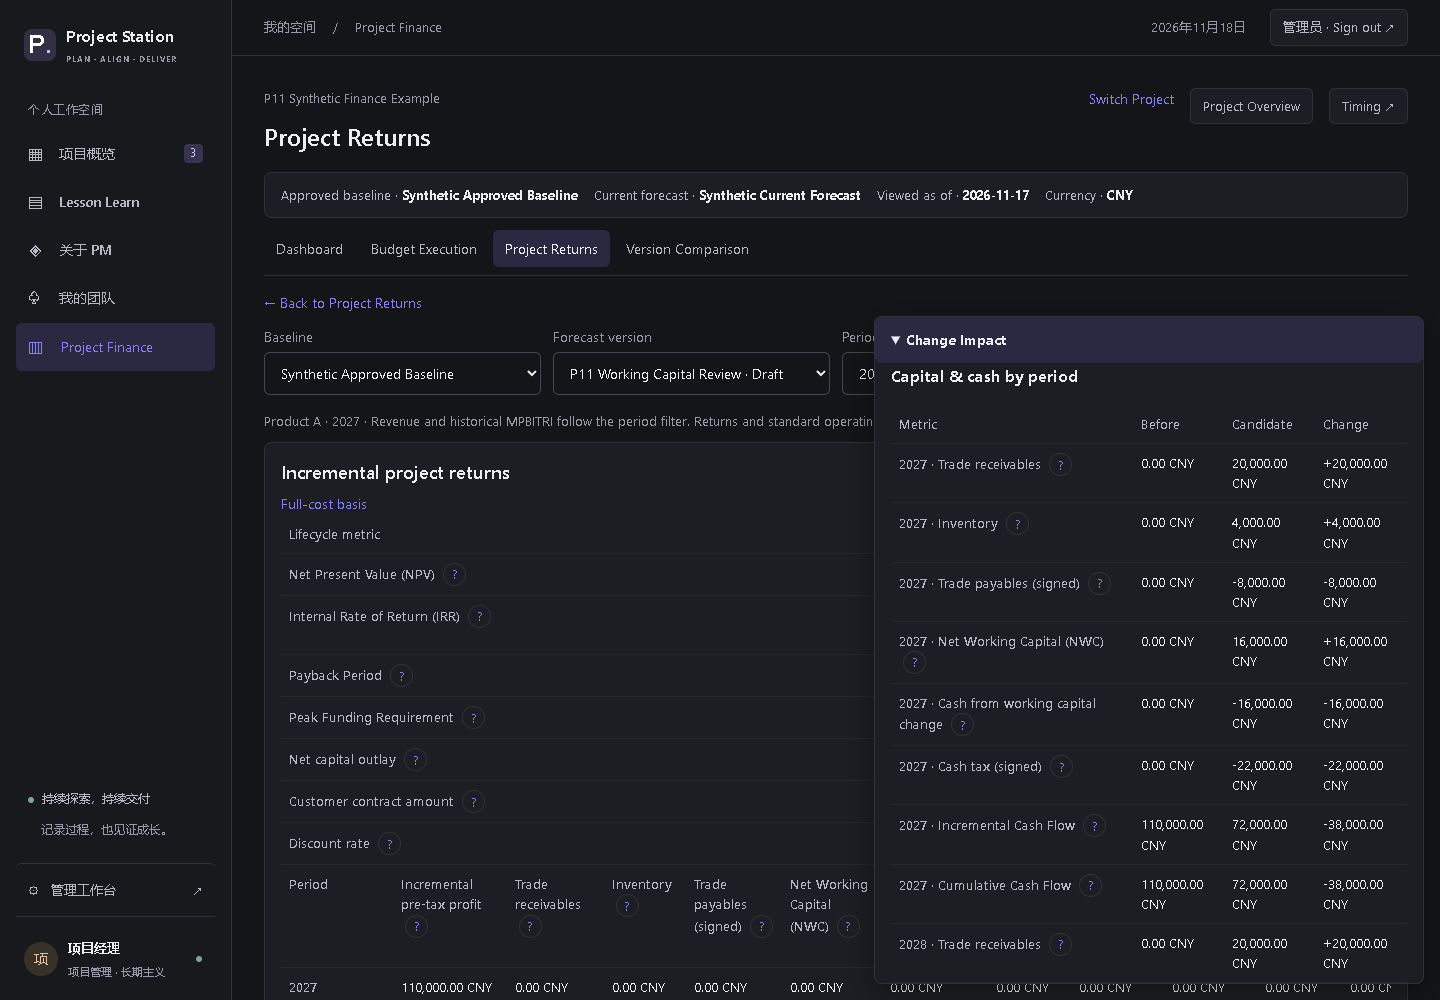 P.
Project Station
PLAN · ALIGN · DELIVER
个人工作空间
项目概览
3
Lesson Learn
关于 PM
我的团队
Project Finance
持续探索，持续交付
记录过程，也见证成长。
管理工作台 ↗
项
项目经理
项目管理 · 长期主义
我的空间 / Project Finance
2026年11月18日
管理员 · Sign out ↗
P11 Synthetic Finance Example
Project Returns
Switch Project
Project Overview
Timing ↗
Approved baseline · Synthetic Approved Baseline Current forecast · Synthetic Current Forecast Viewed as of · 2026-11-17 Currency · CNY
Dashboard Budget Execution Project Returns Version Comparison
← Back to Project Returns
Baseline
Synthetic Approved Baseline
Forecast version
P11 Working Capital Review · Draft
Product A · 2027 · Revenue and historical MPBITRI follow the period filter. Returns and standard
Incremental project returns
Full-cost basis
Lifecycle metric
Net Present Value (NPV) ?
Internal Rate of Return (IRR) ?
Payback Period ?
Peak Funding Requirement ?
Net capital outlay ?
Customer contract amount ?
Discount rate ?
Period
Incremental pre-tax profit ?
Trade receivables ?
Inventory ?
Trade payables (signed) ?
Net Working Capital (NWC) ?
2027 110,000.00 CNY 0.00 CNY 0.00 CNY 0.00 CNY 0.00 CNY 0.00 CNY 0.00 CNY 0.00 CNY 0.00 CNY 0.00 CNY
▼ Change Impact
Capital & cash by period
Metric Before Candidate Change
2027 · Trade receivables ? 0.00 CNY 20,000.00 CNY +20,000.00 CNY
2027 · Inventory ? 0.00 CNY 4,000.00 CNY +4,000.00 CNY
2027 · Trade payables (signed) ? 0.00 CNY -8,000.00 CNY -8,000.00 CNY
2027 · Net Working Capital (NWC) ? 0.00 CNY 16,000.00 CNY +16,000.00 CNY
2027 · Cash from working capital change ? 0.00 CNY -16,000.00 CNY -16,000.00 CNY
2027 · Cash tax (signed) ? 0.00 CNY -22,000.00 CNY -22,000.00 CNY
2027 · Incremental Cash Flow ? 110,000.00 CNY 72,000.00 CNY -38,000.00 CNY
2027 · Cumulative Cash Flow ? 110,000.00 CNY 72,000.00 CNY -38,000.00 CNY
2028 · Trade receivables ? 0.00 CNY 20,000.00 CNY +20,000.00 CNY